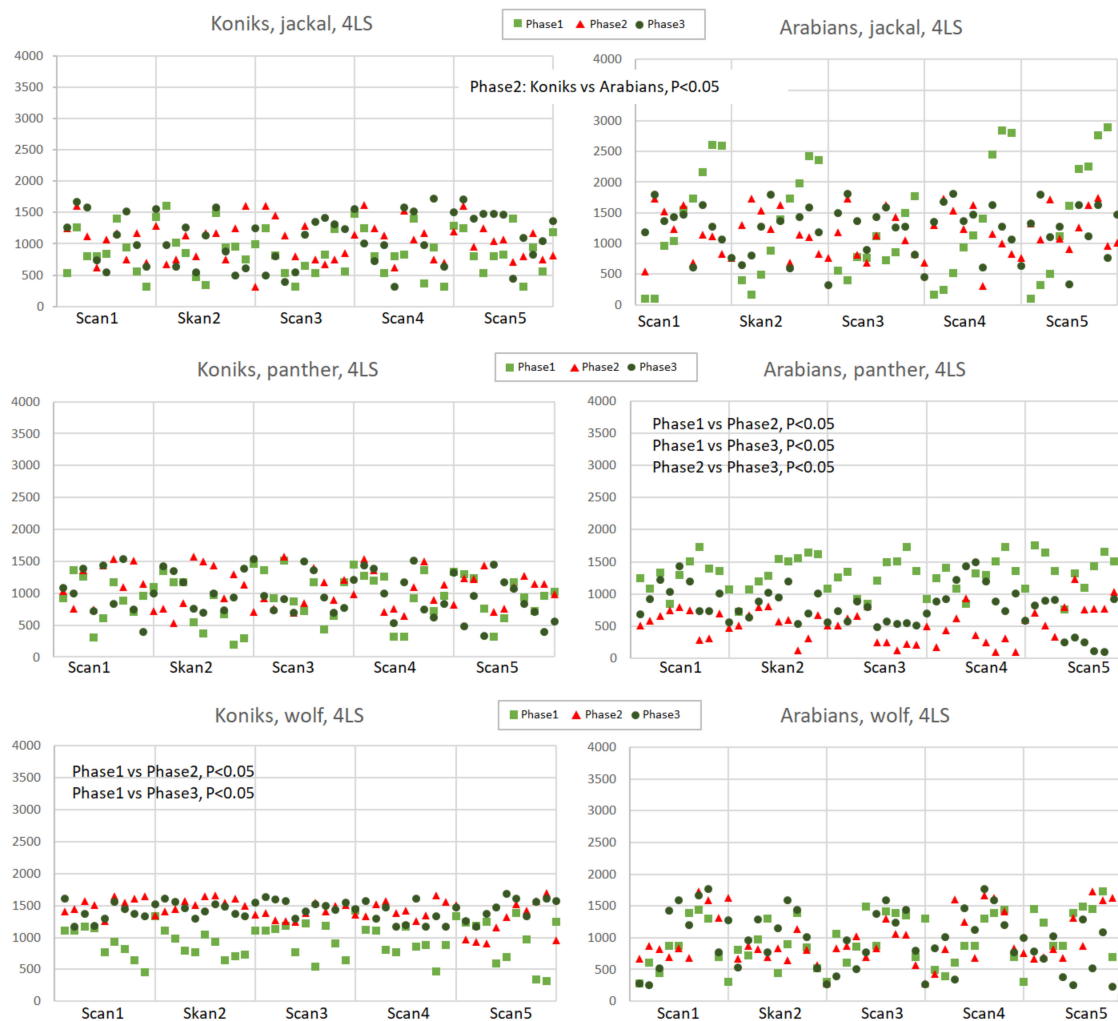 Koniks, jackal, 4LS
Phase1 Phase2 Phase3
Arabians, jackal, 4LS
4000
3500
3000
2500
2000
1500
1000
500
0
Scan1 Skan2 Scan3 Scan4 Scan5
Phase2: Koniks vs Arabians, P<0.05
4000
3500
3000
2500
2000
1500
1000
500
0
Scan1 Skan2 Scan3 Scan4 Scan5
Koniks, panther, 4LS
Phase1 Phase2 Phase3
Arabians, panther, 4LS
4000
3500
3000
2500
2000
1500
1000
500
0
Scan1 Skan2 Scan3 Scan4 Scan5
4000
3500
3000
2500
2000
1500
1000
500
0
Phase1 vs Phase2, P<0.05
Phase1 vs Phase3, P<0.05
Phase2 vs Phase3, P<0.05
Scan1 Skan2 Scan3 Scan4 Scan5
Koniks, wolf, 4LS
Phase1 Phase2 Phase3
Arabians, wolf, 4LS
4000
3500
3000
2500
2000
1500
1000
500
0
Phase1 vs Phase2, P<0.05
Phase1 vs Phase3, P<0.05
Scan1 Skan2 Scan3 Scan4 Scan5
4000
3500
3000
2500
2000
1500
1000
500
0
Scan1 Skan2 Scan3 Scan4 Scan5